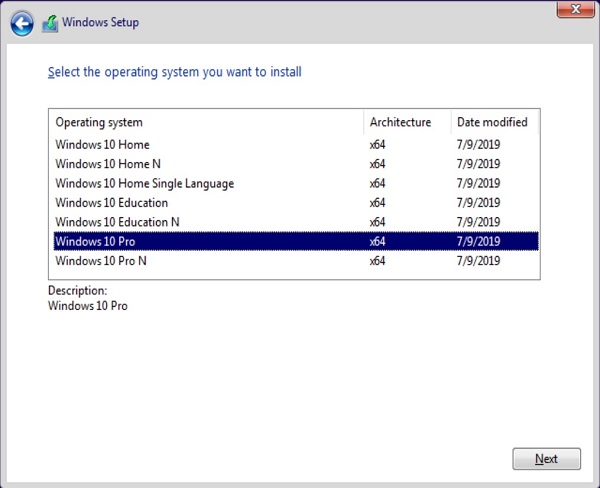 Windows Setup
Select the operating system you want to install
Operating system Architecture Date modified
Windows 10 Home x64 7/9/2019
Windows 10 Home N x64 7/9/2019
Windows 10 Home Single Language x64 7/9/2019
Windows 10 Education x64 7/9/2019
Windows 10 Education N x64 7/9/2019
Windows 10 Pro x64 7/9/2019
Windows 10 Pro N x64 7/9/2019
Description:
Windows 10 Pro
Next